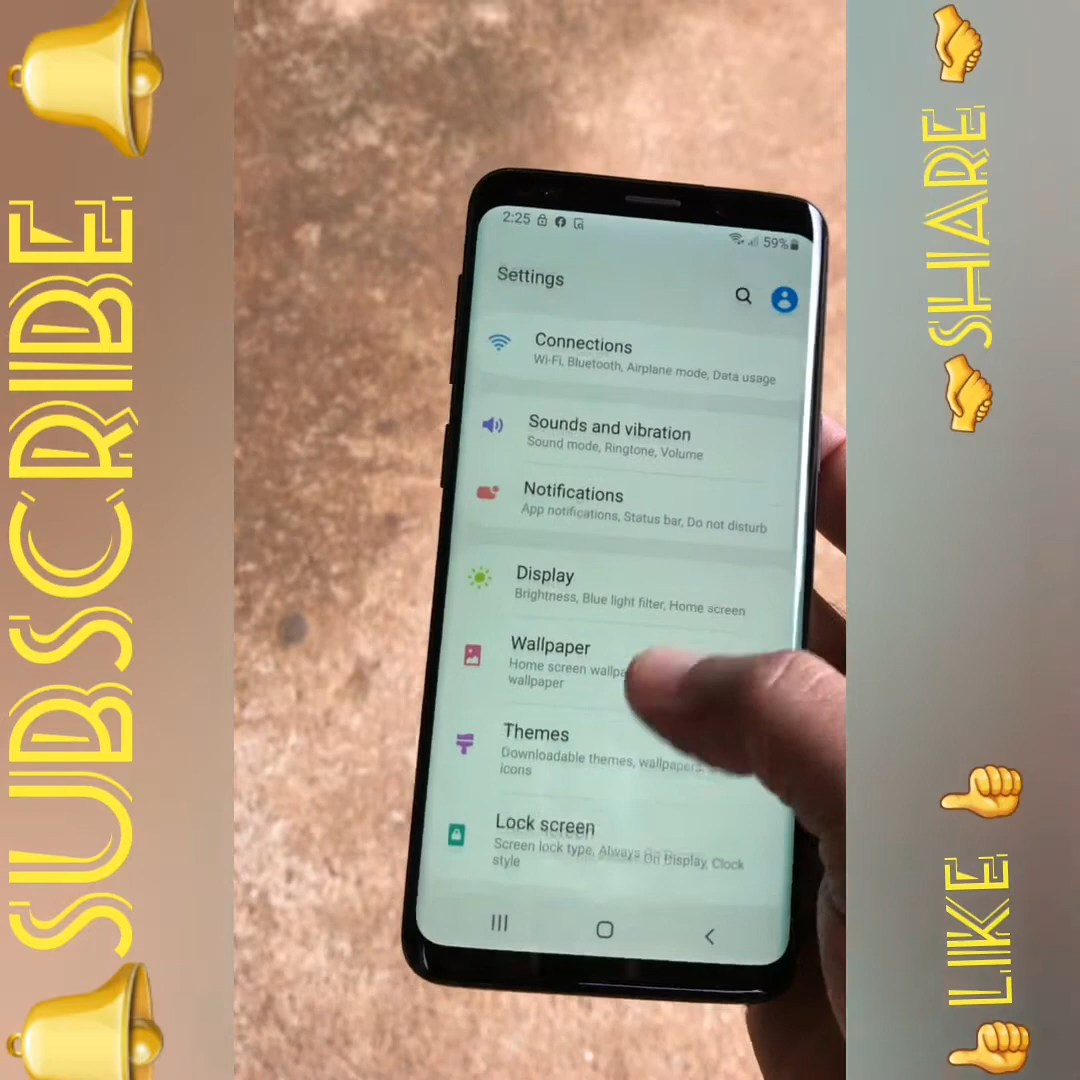 SUBSCRIBE
2:25
59%
Settings
Connections
Wi-Fi, Bluetooth, Airplane mode, Data usage
Sounds and vibration
Sound mode, Ringtone, Volume
Notifications
App notifications, Status bar, Do not disturb
Display
Brightness, Blue light filter, Home screen
Wallpaper
Home screen
wallpaper
Themes
Downloadable themes, wallpapers,
icons
Lock screen
Screen lock type, Always On Display, Clock
style
SHARE
LIKE